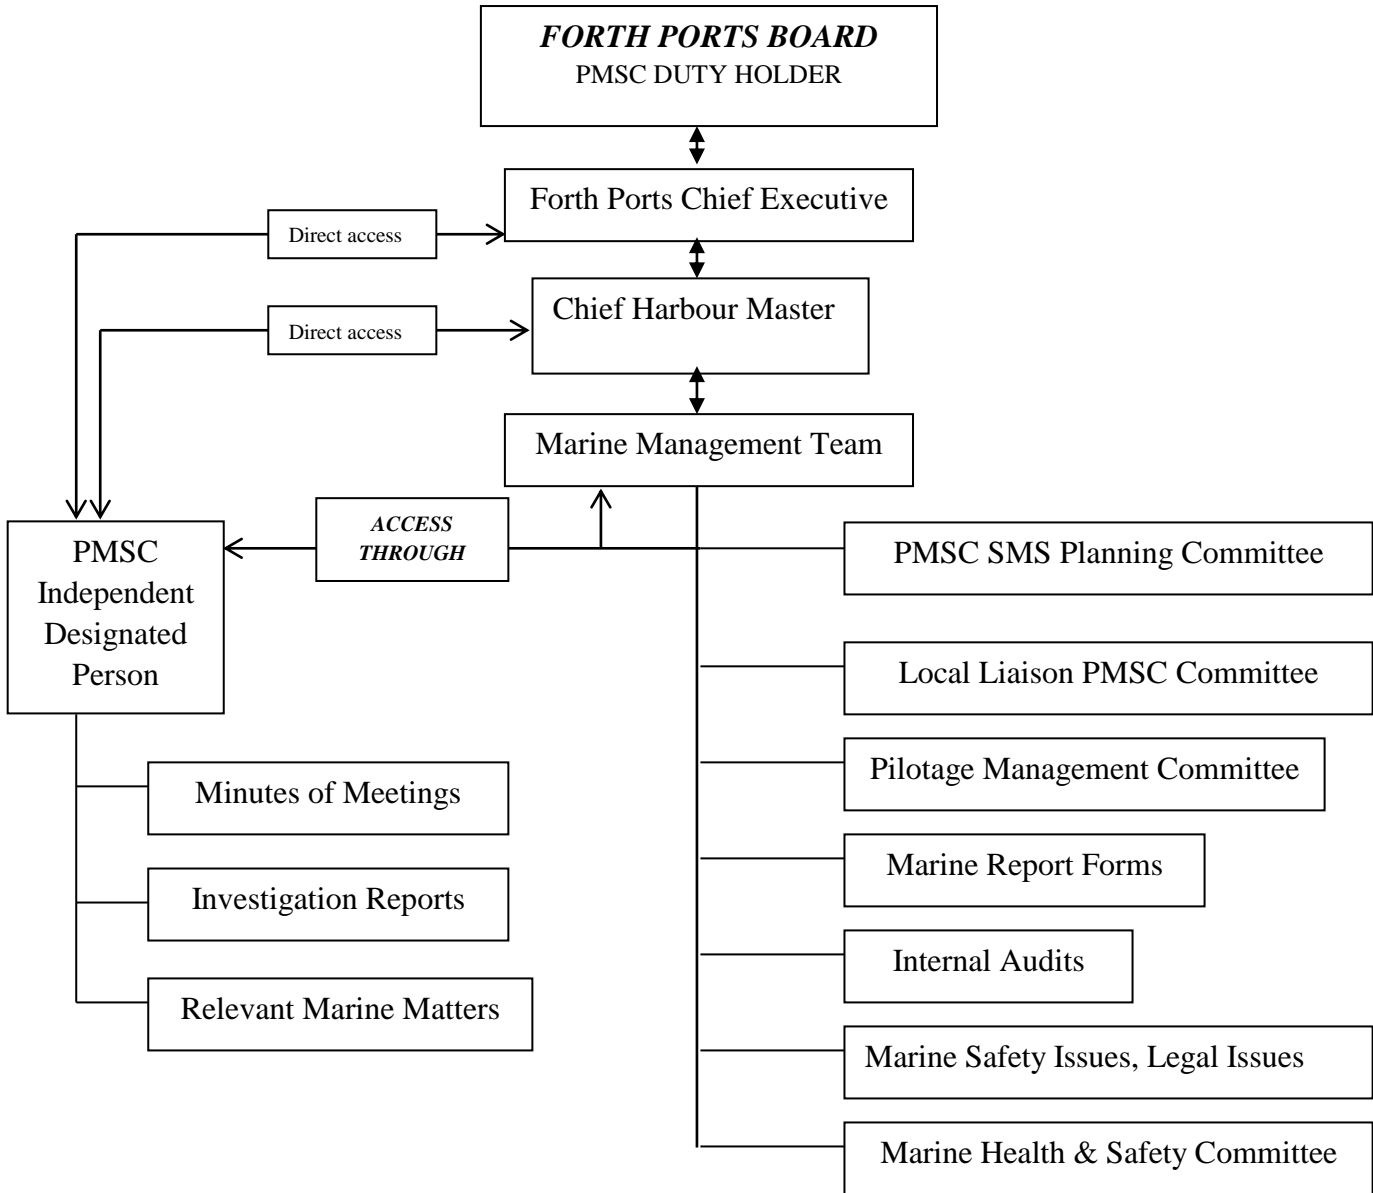 FORTH PORTS BOARD
PMSC DUTY HOLDER
Forth Ports Chief Executive
Direct access
Chief Harbour Master
Direct access
Marine Management Team
ACCESS
THROUGH
PMSC
Independent
Designated
Person
PMSC SMS Planning Committee
Local Liaison PMSC Committee
Pilotage Management Committee
Marine Report Forms
Internal Audits
Marine Safety Issues, Legal Issues
Marine Health & Safety Committee
Minutes of Meetings
Investigation Reports
Relevant Marine Matters